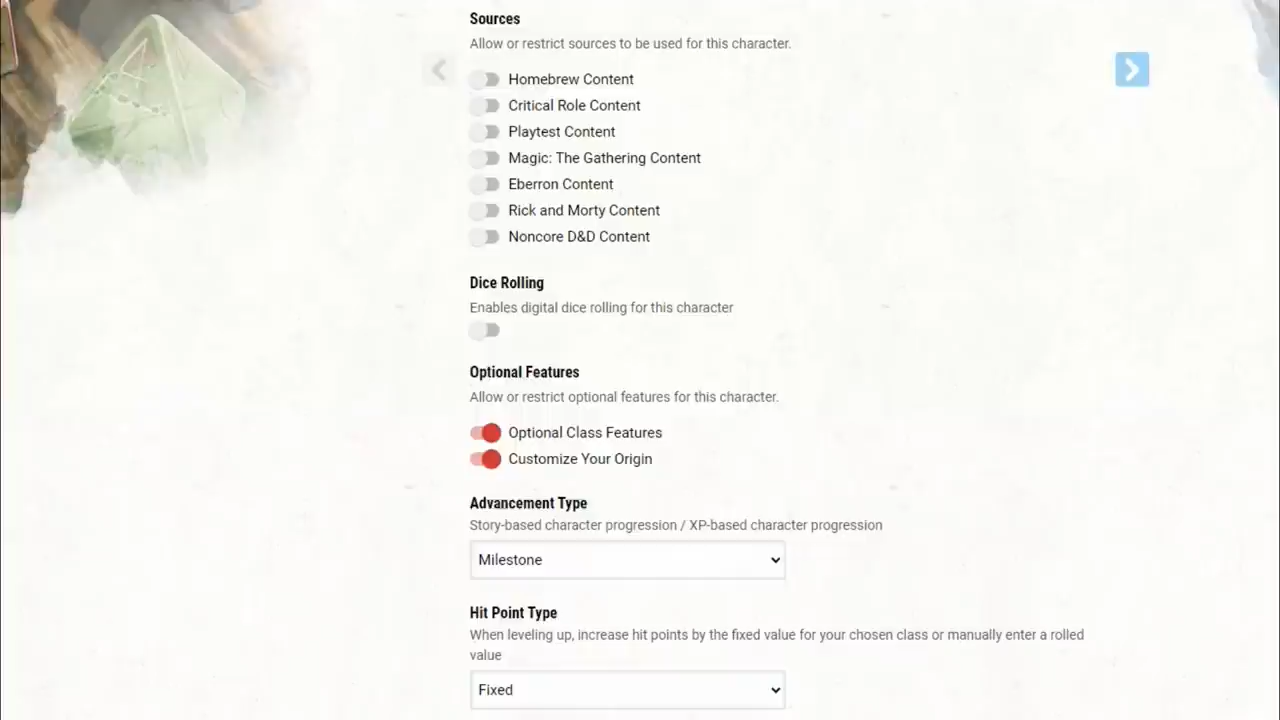 Sources
Allow or restrict sources to be used for this character.
Homebrew Content
Critical Role Content
Playtest Content
Magic: The Gathering Content
Eberron Content
Rick and Morty Content
Noncore D&D Content
Dice Rolling
Enables digital dice rolling for this character
Optional Features
Allow or restrict optional features for this character.
Optional Class Features
Customize Your Origin
Advancement Type
Story-based character progression / XP-based character progression
Milestone
Hit Point Type
When leveling up, increase hit points by the fixed value for your chosen class or manually enter a rolled
value
Fixed